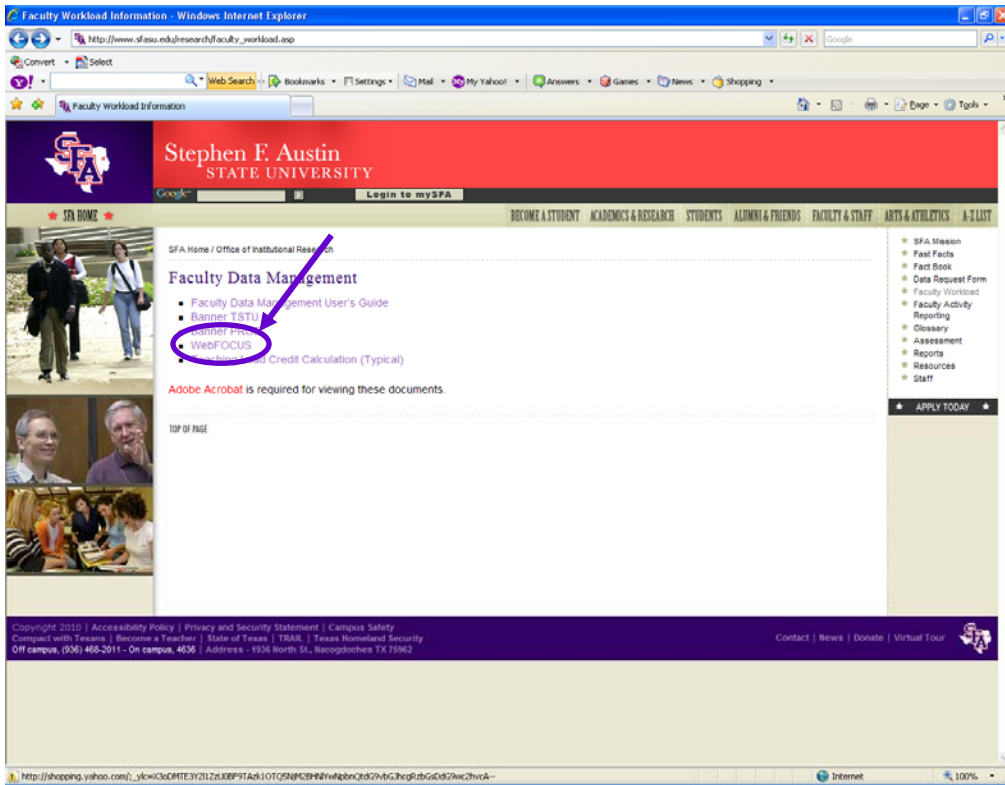 Faculty Workload Information - Windows Internet Explorer
http://www.sfasu.edu/research/faculty_workload.asp
Google
Convert Select
Y! Web Search Bookmarks Settings Mail My Yahoo! Answers Games News Shopping
Faculty Workload Information Page Tools
SFA
Stephen F. Austin
STATE UNIVERSITY
Google Login to mySFA
SFA HOME BECOME A STUDENT ACADEMICS & RESEARCH STUDENTS ALUMNI & FRIENDS FACULTY & STAFF ARTS & ATHLETICS A-Z LIST
SFA Home / Office of Institutional Research
Faculty Data Management
Faculty Data Management User's Guide
Banner TSTU
Banner
WebFOCUS
Credit Calculation (Typical)
Adobe Acrobat is required for viewing these documents.
TOP OF PAGE
SFA Mission
Fast Facts
Fact Book
Data Request Form
Faculty Workload
Faculty Activity
Reporting
Glossary
Assessment
Reports
Resources
Staff
APPLY TODAY
Copyright 2010 | Accessibility Policy | Privacy and Security Statement | Campus Safety
Compact with Texans | Become a Teacher | State of Texas | TRAIL | Texas Homeland Security
Off campus, (936) 468-2011 - On campus, 4636 | Address - 1936 North St., Nacogdoches TX 75962
Contact | News | Donate | Virtual Tour
SFA
Internet 100%